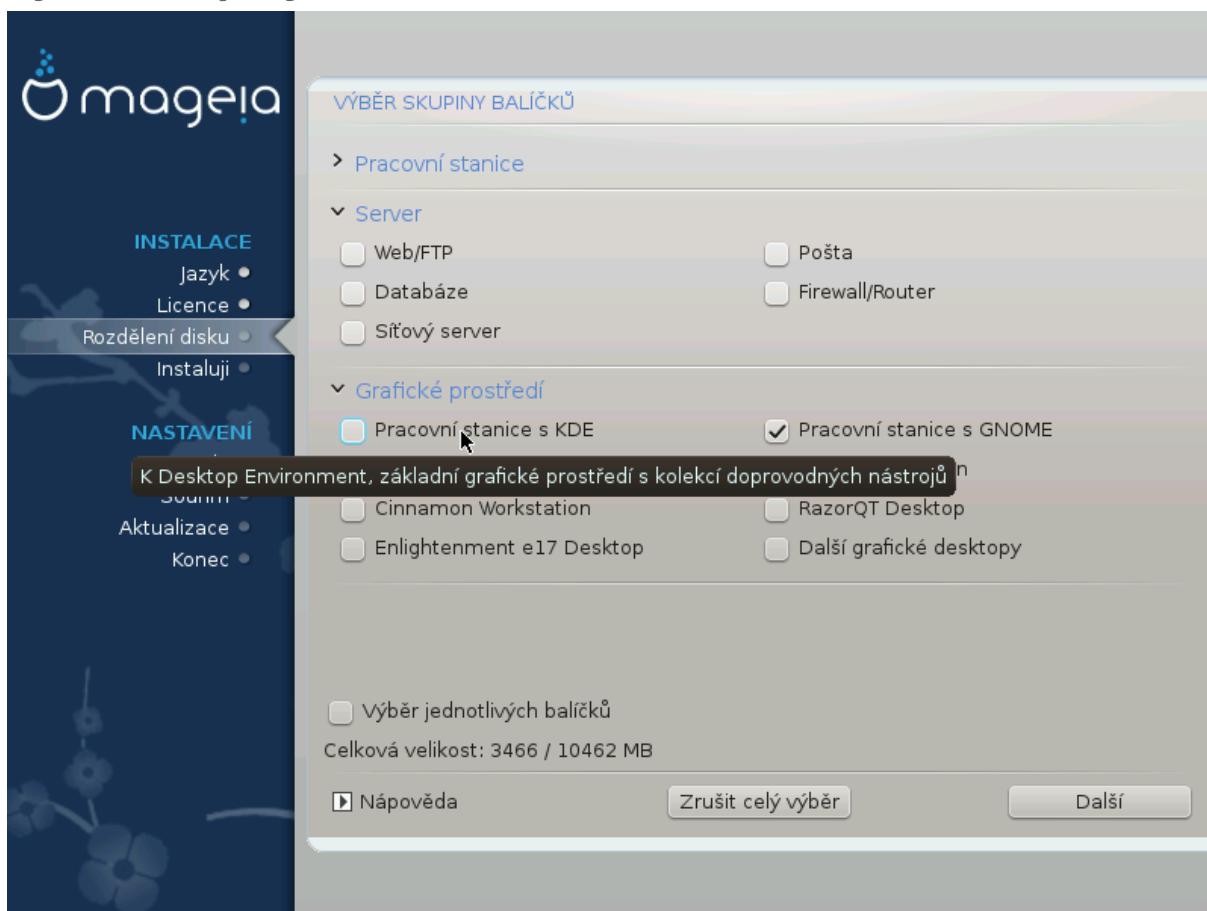 mageia
VÝBĚR SKUPINY BALÍČKŮ
Pracovní stanice
Server
Web/FTP
Pošta
Databáze
Firewall/Router
Síťový server
Grafické prostředí
Pracovní stanice s KDE
Pracovní stanice s GNOME
K Desktop Environment, základní grafické prostředí s kolekcí doprovodných nástrojů
Cinnamon Workstation
RazorQT Desktop
Enlightenment e17 Desktop
Další grafické desktopy
Výběr jednotlivých balíčků
Celková velikost: 3466 / 10462 MB
Nápověda
Zrušit celý výběr
Další
INSTALACE
Jazyk
Licence
Rozdělení disku
Instaluji
NASTAVENÍ
Aktualizace
Konec